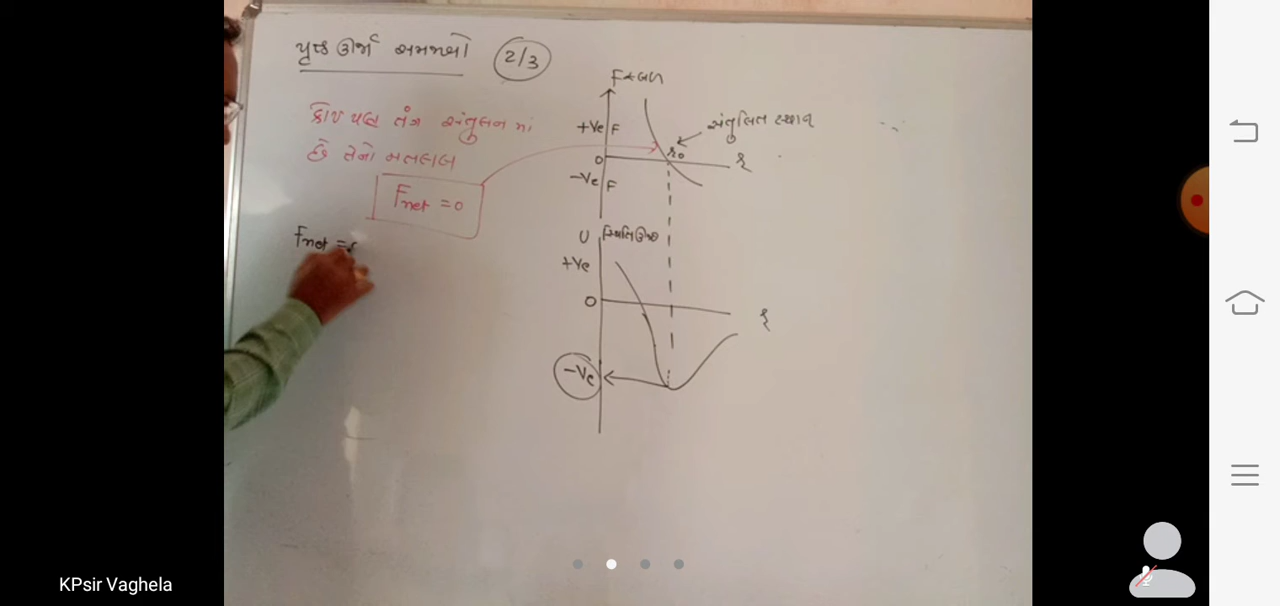 પૃષ્ઠ ઊર્જા સમજાવો 2/3
કોઇ પણ તંત્ર સંતુલન માં
છે તેનો મતલબ
Fnet = 0
Fnet =
F બળ
+Ve F
0
-Ve F
સંતુલિત સ્થાન
r0
r
U સ્થિતિઊર્જા
+Ve
0
r
-Ve
KPsir Vaghela